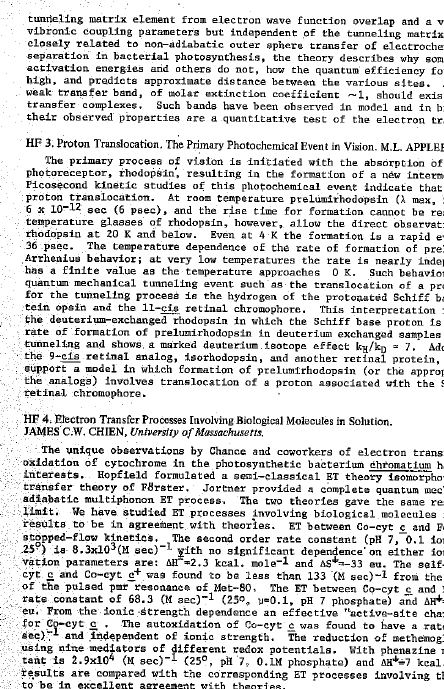 tunneling matrix element from electron wave function overlap and a v
vibronic coupling parameters but independent of the tunneling matrix
closely related to non-adiabatic outer sphere transfer of electroche
separation in bacterial photosynthesis, the theory describes why som
activation energies and others do not, how the quantum efficiency fo
high, and predicts approximate distance between the various sites.
weak transfer band, of molar extinction coefficient ~1, should exis
transfer complexes. Such bands have been observed in model and in b
their observed properties are a quantitative test of the electron tr
HF 3. Proton Translocation. The Primary Photochemical Event in Vision. M.L. APPLE
The primary process of vision is initiated with the absorption of
photoreceptor, rhodopsin, resulting in the formation of a new interm
Picosecond kinetic studies of this photochemical event indicate that
proton translocation. At room temperature prelumirhodopsin (λ max,
6 x 10⁻¹² sec (6 psec), and the rise time for formation cannot be re
temperature glasses of rhodopsin, however, allow the direct observat
rhodopsin at 20 K and below. Even at 4 K the formation is a rapid e
36 psec. The temperature dependence of the rate of formation of pre
Arrhenius behavior; at very low temperatures the rate is nearly inde
has a finite value as the temperature approaches 0 K. Such behavio
quantum mechanical tunneling event such as the translocation of a pr
for the tunneling process is the hydrogen of the protonated Schiff b
tein opsin and the 11-cis retinal chromophore. This interpretation
the deuterium-exchanged rhodopsin in which the Schiff base proton is
rate of formation of prelumirhodopsin in deuterium exchanged samples
tunneling and shows a marked deuterium isotope effect kH/kD = 7. Ad
the 9-cis retinal analog, isorhodopsin, and another retinal protein,
support a model in which formation of prelumirhodopsin (or the approp
the analogs) involves translocation of a proton associated with the S
retinal chromophore.
HF 4. Electron Transfer Processes Involving Biological Molecules in Solution.
JAMES C.W. CHIEN, University of Massachusetts.
The unique observations by Chance and coworkers of electron trans
oxidation of cytochrome in the photosynthetic bacterium chromatium h
interests. Hopfield formulated a semi-classical ET theory isomorpho
transfer theory of Förster. Jortner provided a complete quantum mec
adiabatic multiphonon ET process. The two theories gave the same re
limit. We have studied ET processes involving biological molecules
results to be in agreement with theories. ET between Co-cyt c and F
stopped-flow kinetics. The second order rate constant (pH 7, 0.1 ion
25°) is 8.3x10³(M sec)⁻¹ with no significant dependence on either io
vation parameters are: ΔH‡=2.3 kcal. mole⁻¹ and ΔS‡=-33 eu. The self
cyt c and Co-cyt c⁺ was found to be less than 133 (M sec)⁻¹ from the
of the pulsed pmr resonance of Met-80. The ET between Co-cyt c and
rate constant of 68.3 (M sec)⁻¹ (25°, μ=0.1, pH 7 phosphate) and ΔH‡
eu. From the ionic strength dependence an effective "active-site cha
for Co-cyt c. The autoxidation of Co-cyt c was found to have a rate
sec)⁻¹ and independent of ionic strength. The reduction of methemog
using nine mediators of different redox potentials. With phenazine
tant is 2.9x10⁴ (M sec)⁻¹ (25°, pH 7, 0.1M phosphate) and ΔH‡=7 kcal
results are compared with the corresponding ET processes involving
to be in excellent agreement with theories.